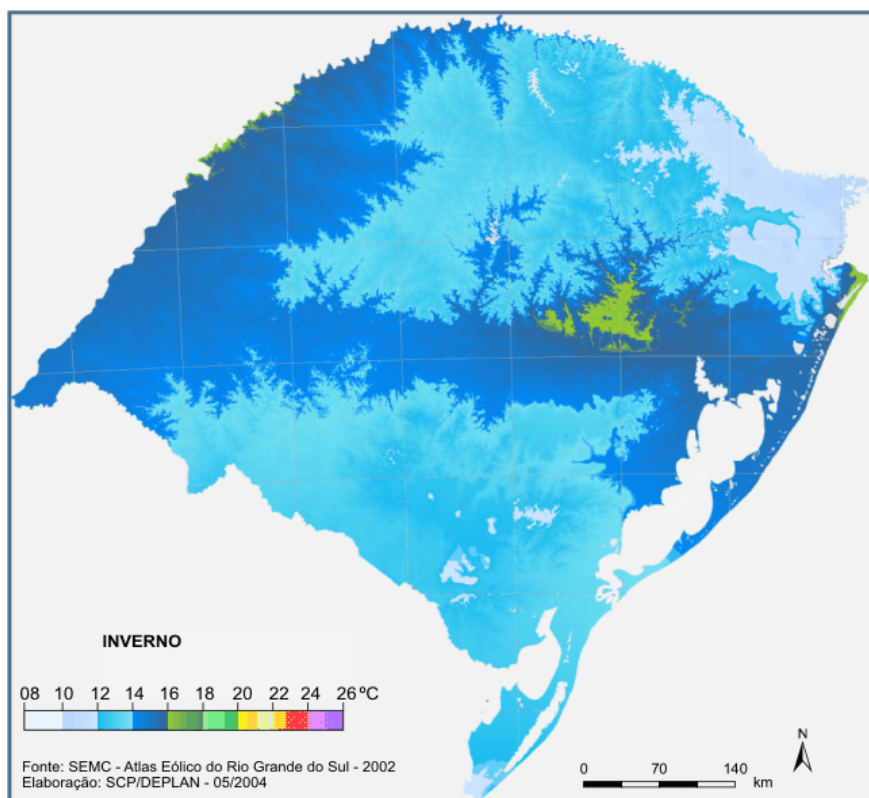 INVERNO
08 10 12 14 16 18 20 22 24 26 ºC
Fonte: SEMC - Atlas Eólico do Rio Grande do Sul - 2002
Elaboração: SCP/DEPLAN - 05/2004
0 70 140
km
N